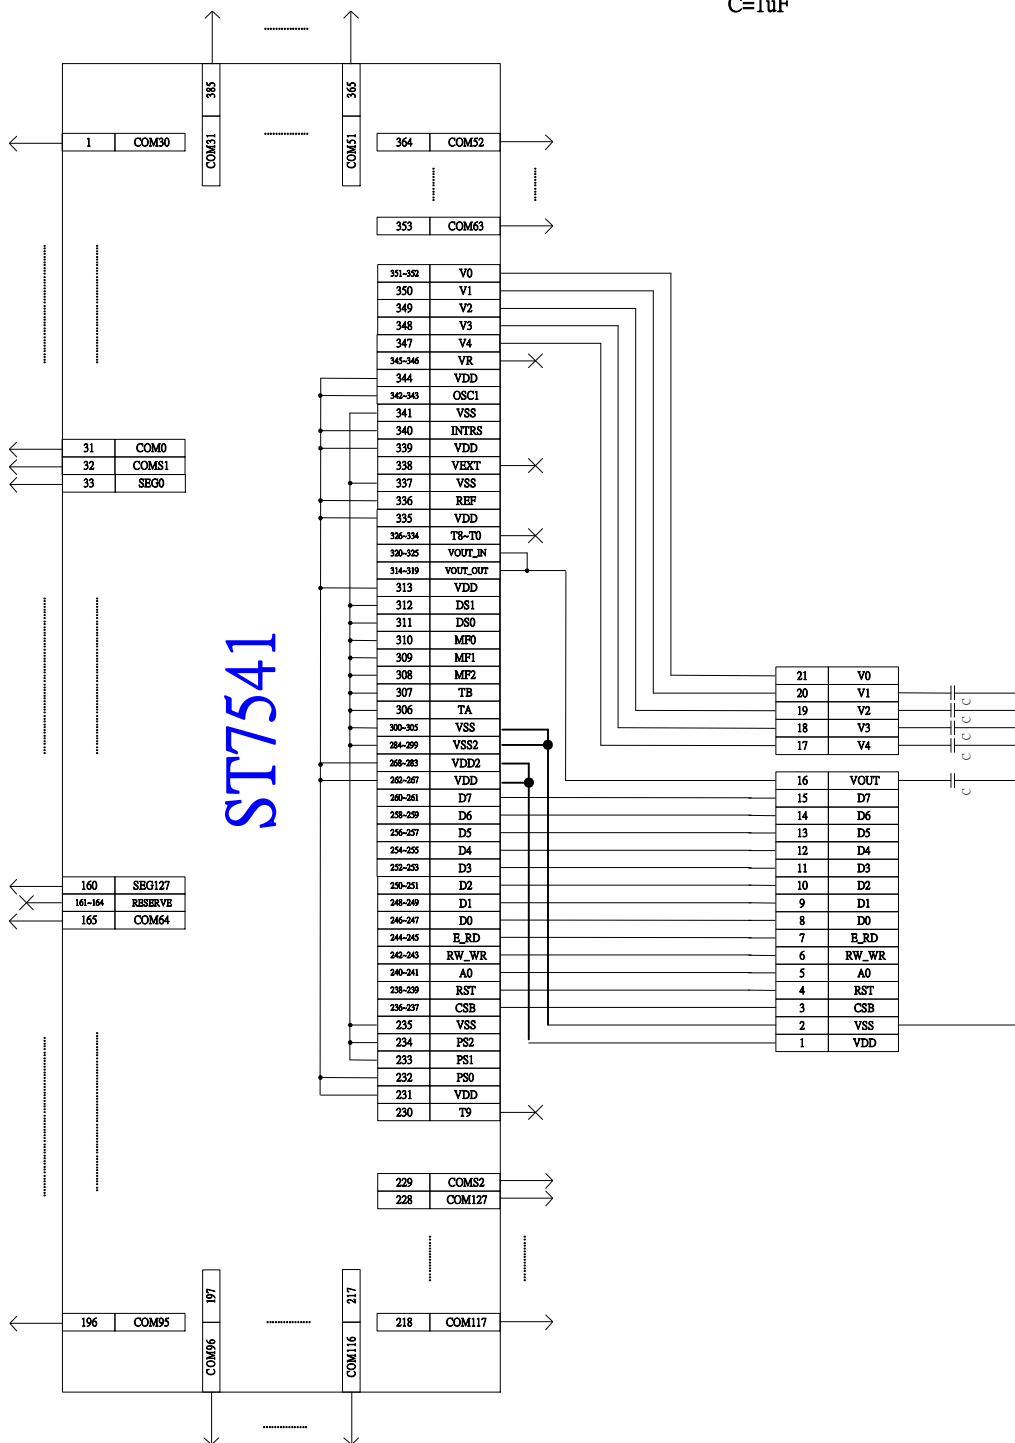 C=1uF
385
365
COM31
COM51
1 COM30
364 COM52
353 COM63
351~352 V0
350 V1
349 V2
348 V3
347 V4
345~346 VR
344 VDD
342~343 OSC1
341 VSS
340 INTRS
339 VDD
338 VEXT
337 VSS
336 REF
335 VDD
326~334 T8~T0
320~325 VOUT_IN
314~319 VOUT_OUT
313 VDD
312 DS1
311 DS0
310 MF0
309 MF1
308 MF2
307 TB
306 TA
300~305 VSS
284~299 VSS2
268~283 VDD2
262~267 VDD
260~261 D7
258~259 D6
256~257 D5
254~255 D4
252~253 D3
250~251 D2
248~249 D1
246~247 D0
244~245 E_RD
242~243 RW_WR
240~241 A0
238~239 RST
236~237 CSB
235 VSS
234 PS2
233 PS1
232 PS0
231 VDD
230 T9
229 COMS2
228 COM127
218 COM117
31 COM0
32 COMS1
33 SEG0
ST7541
160 SEG127
161~164 RESERVE
165 COM64
196 COM95
197
COM96
217
COM116
21 V0
20 V1
C
19 V2
C
18 V3
C
17 V4
C
16 VOUT
C
15 D7
14 D6
13 D5
12 D4
11 D3
10 D2
9 D1
8 D0
7 E_RD
6 RW_WR
5 A0
4 RST
3 CSB
2 VSS
1 VDD